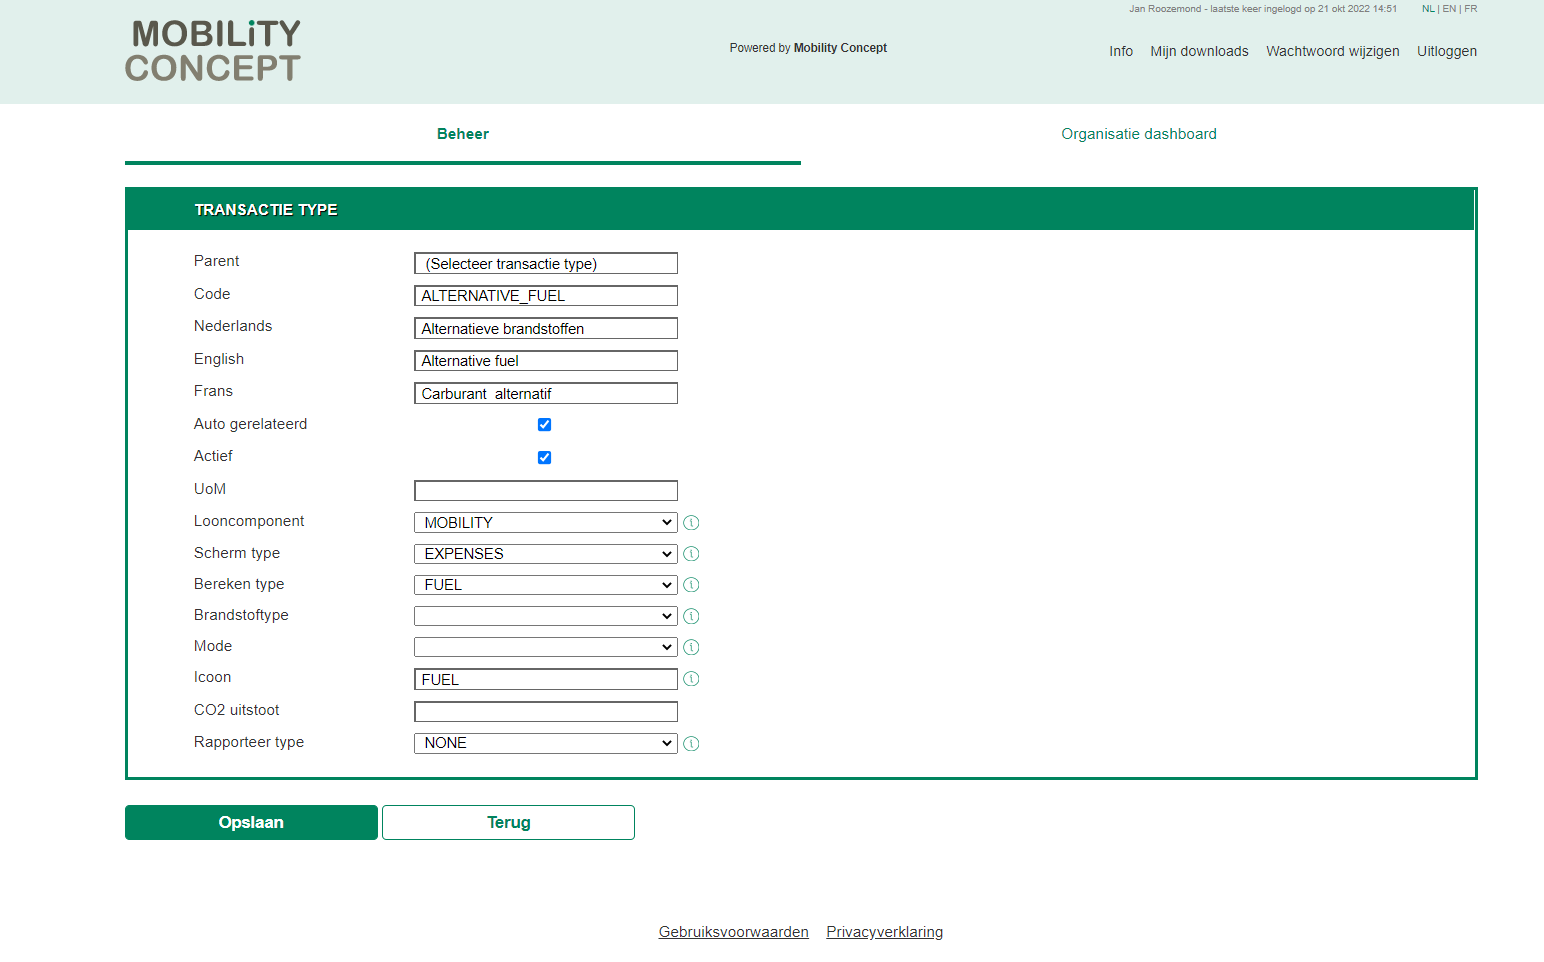 Jan Roozemond - laatste keer ingelogd op 21 okt 2022 14:51 NL | EN | FR
MOBILiTY
CONCEPT
Powered by Mobility Concept
Info Mijn downloads Wachtwoord wijzigen Uitloggen
Beheer Organisatie dashboard
TRANSACTIE TYPE
Parent (Selecteer transactie type)
Code ALTERNATIVE_FUEL
Nederlands Alternatieve brandstoffen
English Alternative fuel
Frans Carburant  alternatif
Auto gerelateerd
Actief
UoM
Looncomponent MOBILITY
Scherm type EXPENSES
Bereken type FUEL
Brandstoftype
Mode
Icoon FUEL
CO2 uitstoot
Rapporteer type NONE
Opslaan Terug
Gebruiksvoorwaarden Privacyverklaring